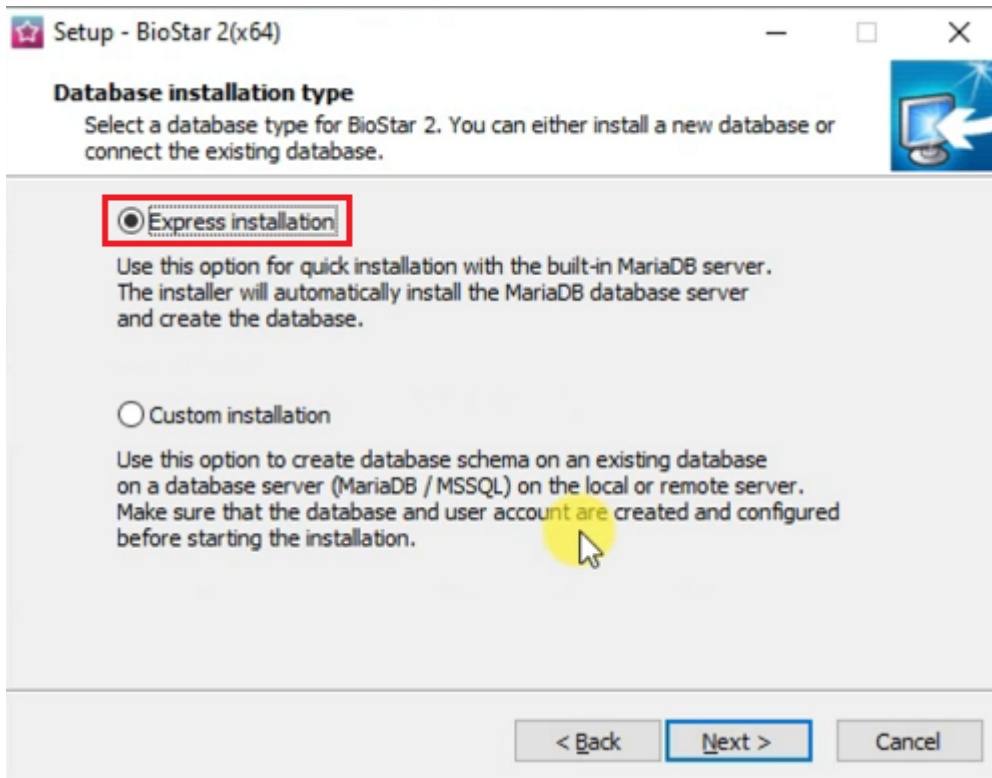 Setup - BioStar 2(x64)
Database installation type
Select a database type for BioStar 2. You can either install a new database or
connect the existing database.
Express installation
Use this option for quick installation with the built-in MariaDB server.
The installer will automatically install the MariaDB database server
and create the database.
Custom installation
Use this option to create database schema on an existing database
on a database server (MariaDB / MSSQL) on the local or remote server.
Make sure that the database and user account are created and configured
before starting the installation.
< Back Next > Cancel